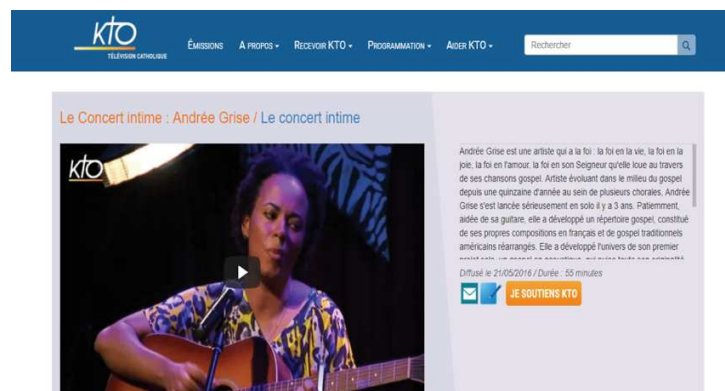 kto
TÉLÉVISION CATHOLIQUE
ÉMISSIONS A PROPOS RECEVOIR KTO PROGRAMMATION AIDER KTO Rechercher
Le Concert intime : Andrée Grise / Le concert intime
kto
Andrée Grise est une artiste qui a la foi : la foi en la vie, la foi en la
joie, la foi en l'amour, la foi en son Seigneur qu'elle loue au travers
de ses chansons gospel. Artiste évoluant dans le milieu du gospel
depuis une quinzaine d'année au sein de plusieurs chorales, Andrée
Grise s'est lancée sérieusement en solo il y a 3 ans. Patiemment,
aidée de sa guitare, elle a développé un répertoire gospel, constitué
de ses propres compositions en français et de gospel traditionnels
américains réarrangés. Elle a développé l'univers de son premier
Diffusé le 21/05/2016 / Durée : 55 minutes
JE SOUTIENS KTO